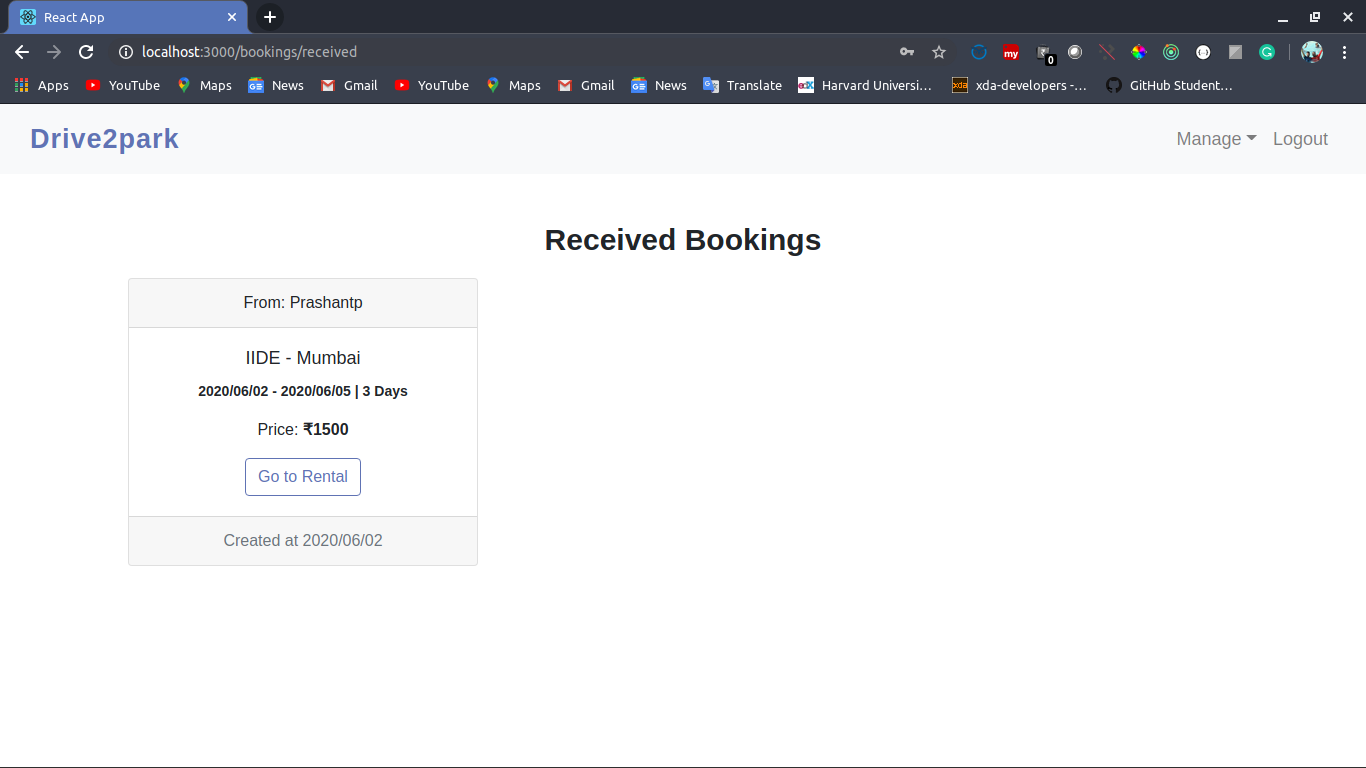 React App
localhost:3000/bookings/received
my
0
Apps YouTube Maps News Gmail YouTube Maps Gmail News Translate Harvard Universi... xda-developers -... GitHub Student...
Drive2park
Manage Logout
Received Bookings
From: Prashantp
IIDE - Mumbai
2020/06/02 - 2020/06/05 | 3 Days
Price: ₹1500
Go to Rental
Created at 2020/06/02